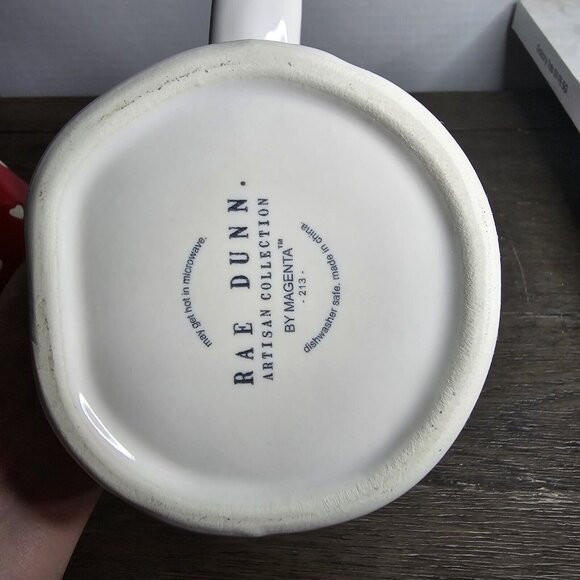 may get hot in microwave.
RAE DUNN.
ARTISAN COLLECTION
BY MAGENTA™
- 213 -
dishwasher safe. made in china.